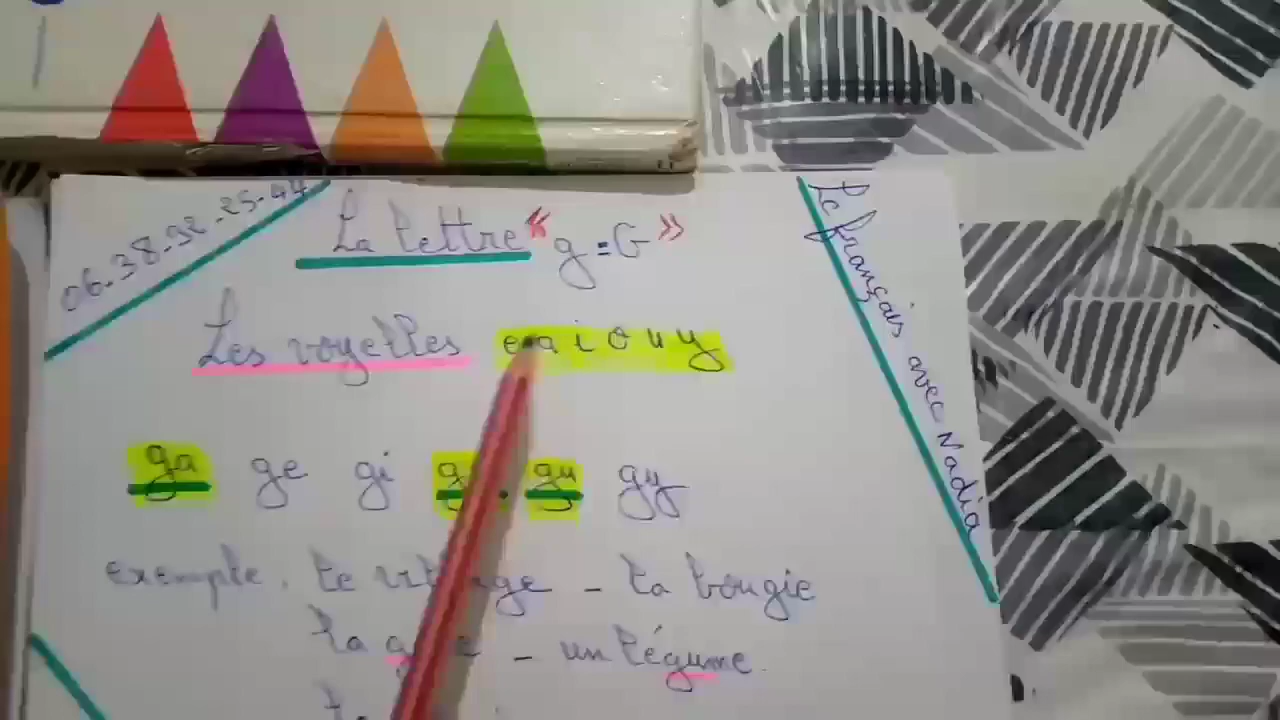 06.38.92.25.44
La lettre « g = G »
Le français avec Nadia
Les voyelles e a i o u y
ga ge gi gu gy
exemple. le - la bougie
la - un légume.